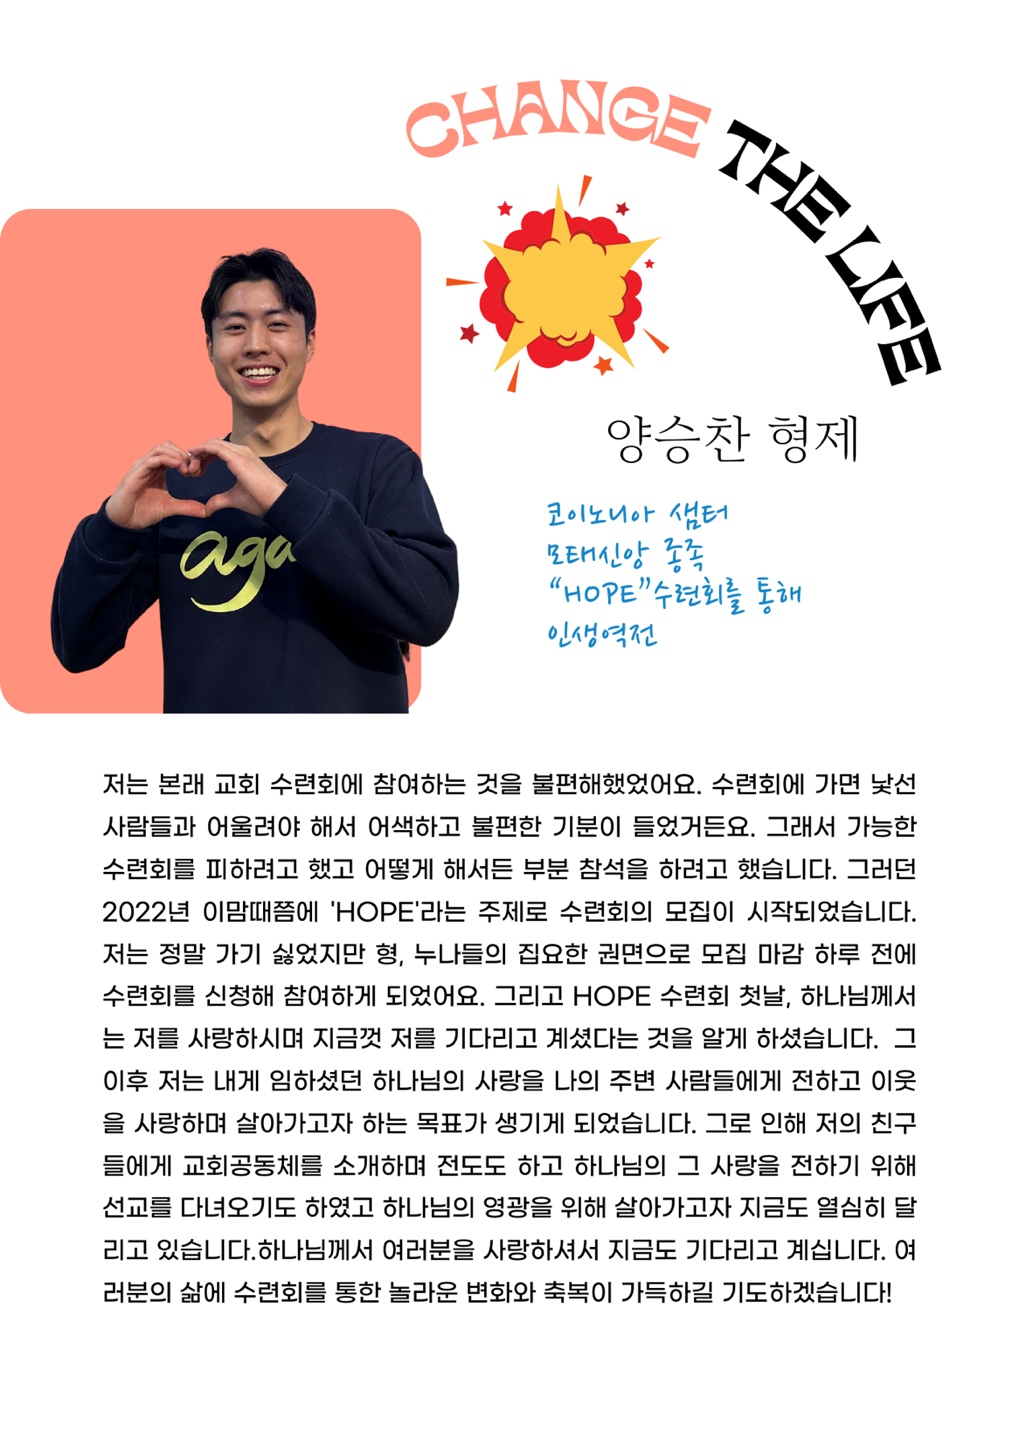 CHANGE THE LIFE
양승찬 형제
코이노니아 샘터
모태신앙 종족
“HOPE”수련회를 통해
인생역전
aga
저는 본래 교회 수련회에 참여하는 것을 불편해했었어요. 수련회에 가면 낯선
사람들과 어울려야 해서 어색하고 불편한 기분이 들었거든요. 그래서 가능한
수련회를 피하려고 했고 어떻게 해서든 부분 참석을 하려고 했습니다. 그러던
2022년 이맘때쯤에 'HOPE'라는 주제로 수련회의 모집이 시작되었습니다.
저는 정말 가기 싫었지만 형, 누나들의 집요한 권면으로 모집 마감 하루 전에
수련회를 신청해 참여하게 되었어요. 그리고 HOPE 수련회 첫날, 하나님께서
는 저를 사랑하시며 지금껏 저를 기다리고 계셨다는 것을 알게 하셨습니다. 그
이후 저는 내게 임하셨던 하나님의 사랑을 나의 주변 사람들에게 전하고 이웃
을 사랑하며 살아가고자 하는 목표가 생기게 되었습니다. 그로 인해 저의 친구
들에게 교회공동체를 소개하며 전도도 하고 하나님의 그 사랑을 전하기 위해
선교를 다녀오기도 하였고 하나님의 영광을 위해 살아가고자 지금도 열심히 달
리고 있습니다.하나님께서 여러분을 사랑하셔서 지금도 기다리고 계십니다. 여
러분의 삶에 수련회를 통한 놀라운 변화와 축복이 가득하길 기도하겠습니다!